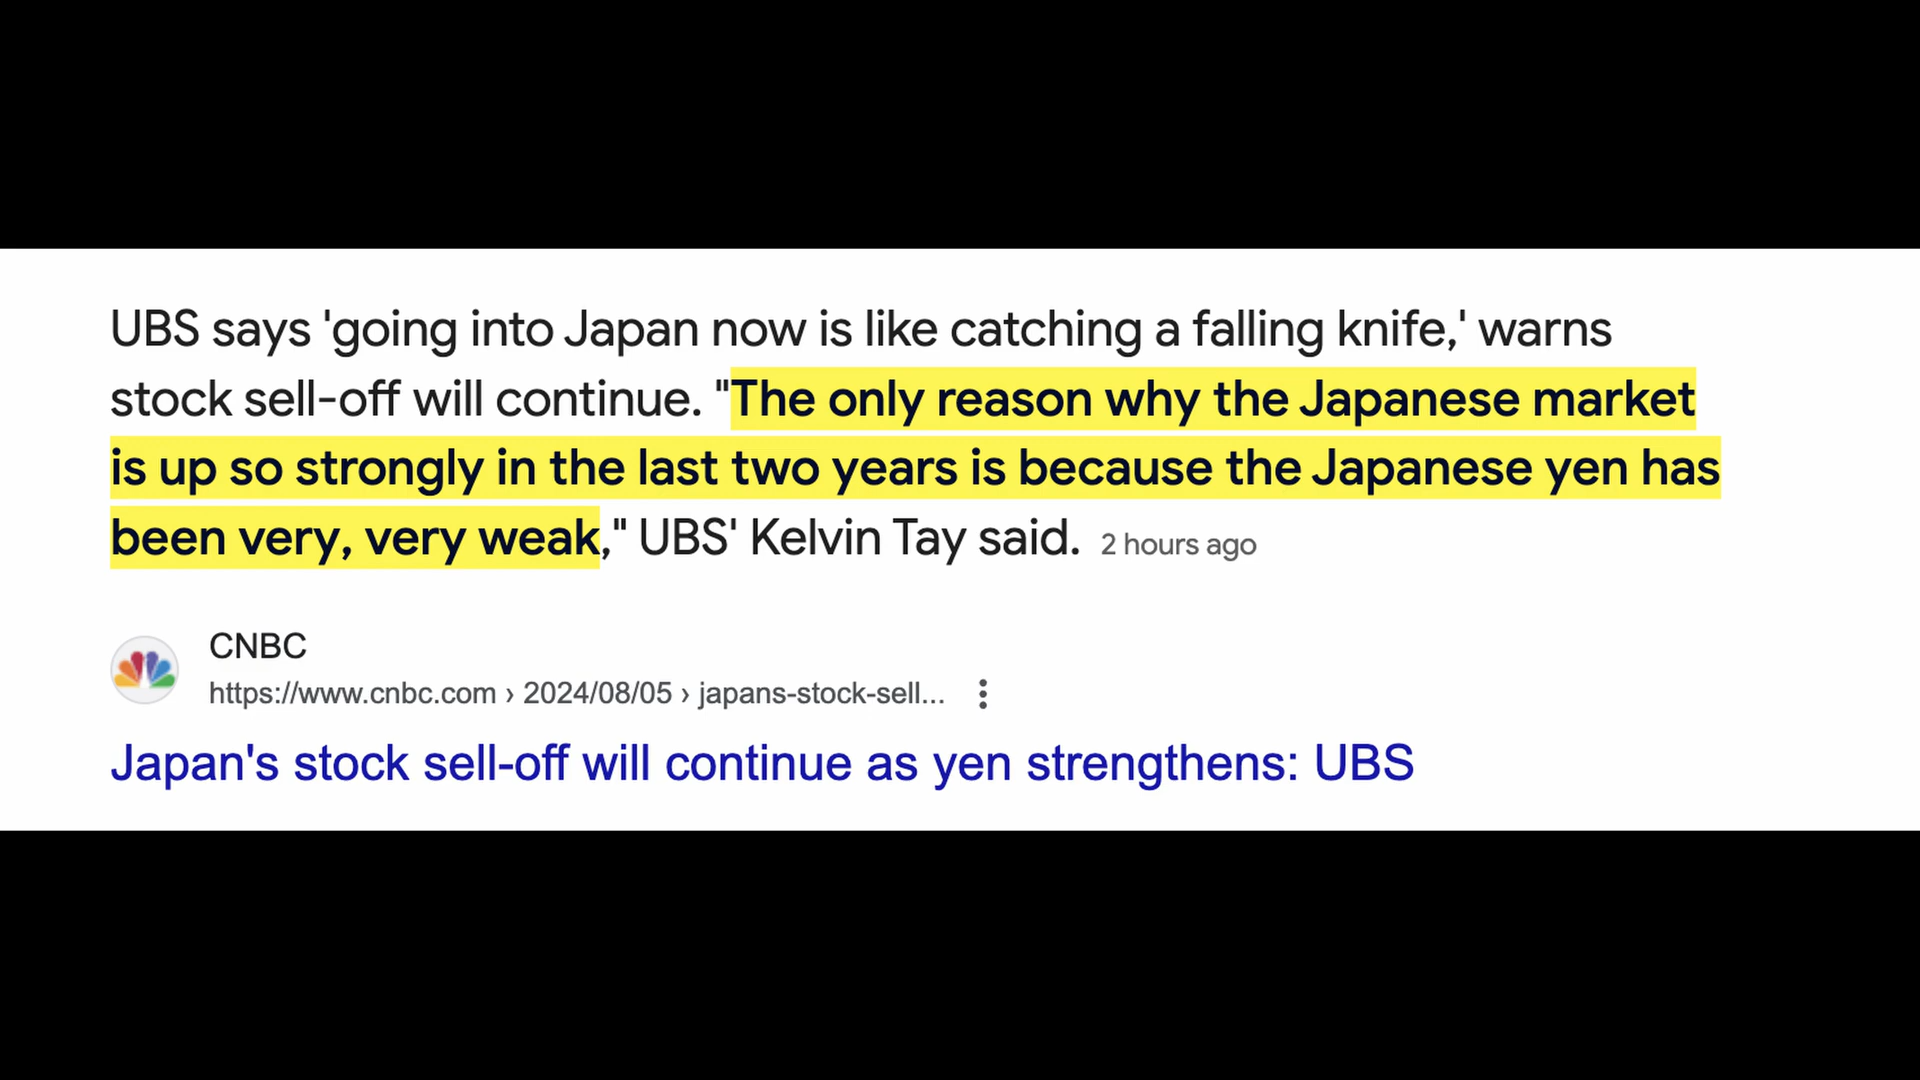 UBS says 'going into Japan now is like catching a falling knife,' warns
stock sell-off will continue. "The only reason why the Japanese market
is up so strongly in the last two years is because the Japanese yen has
been very, very weak," UBS' Kelvin Tay said. 2 hours ago
CNBC
https://www.cnbc.com › 2024/08/05 › japans-stock-sell...
Japan's stock sell-off will continue as yen strengthens: UBS